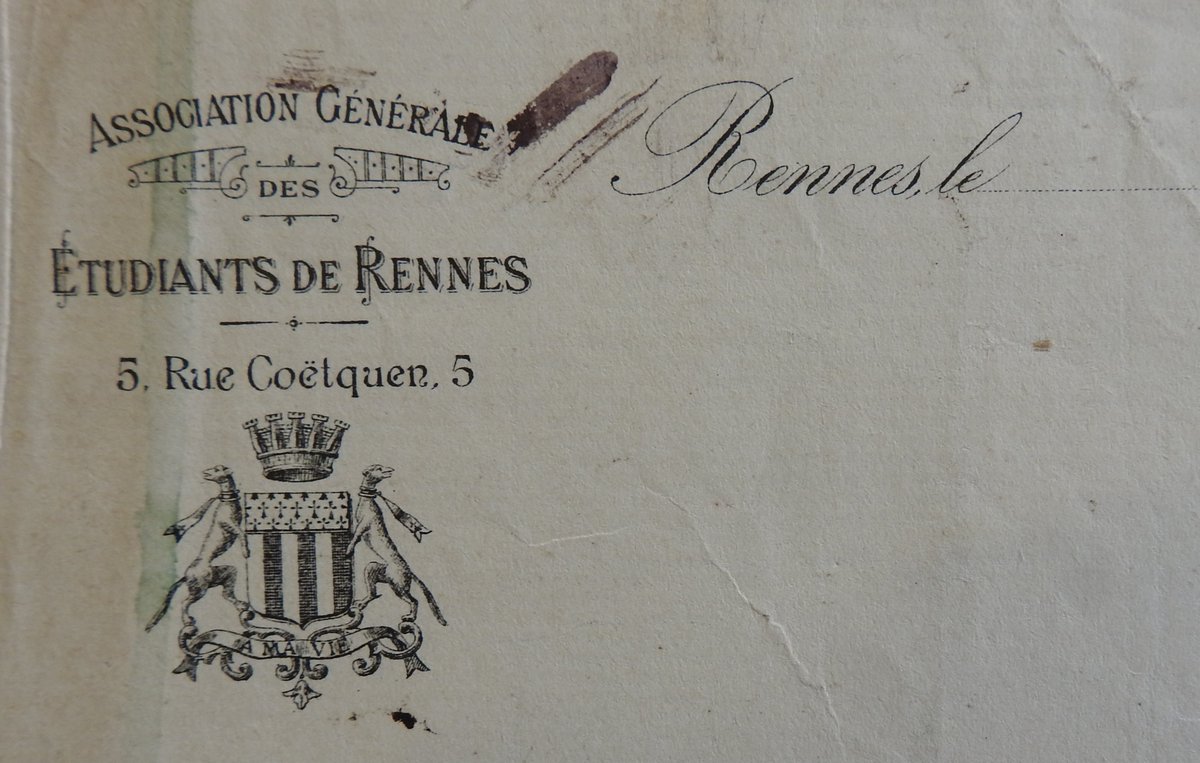 ASSOCIATION GÉNÉRALE
DES
ÉTUDIANTS DE RENNES
5, Rue Coëtquen, 5
A MA VIE
Rennes, le